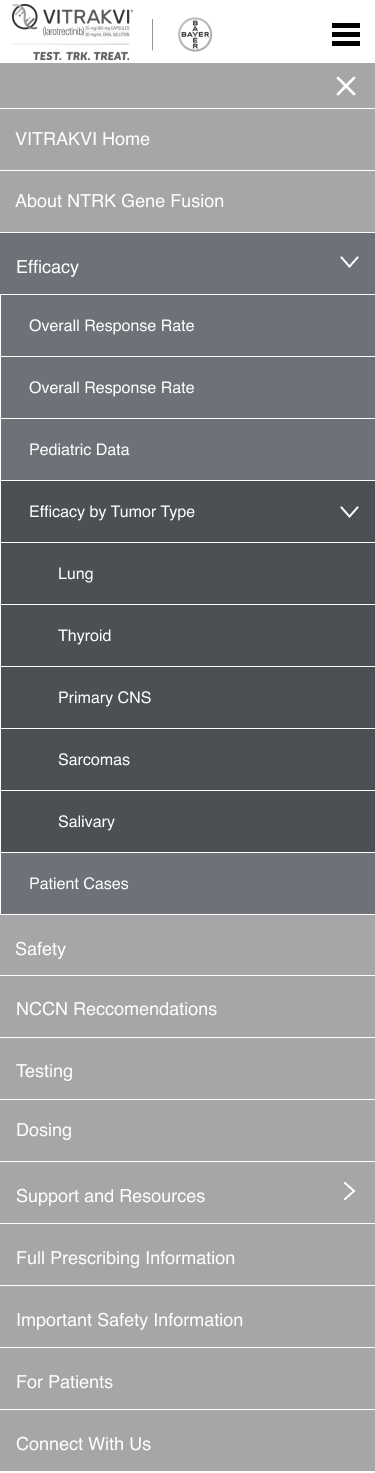 VITRAKVI
(larotrectinib) 25 mg/100 mg CAPSULES
20 mg/mL ORAL SOLUTION
TEST. TRK. TREAT.
BAYER
BAYER
VITRAKVI Home
About NTRK Gene Fusion
Efficacy
Overall Response Rate
Overall Response Rate
Pediatric Data
Efficacy by Tumor Type
Lung
Thyroid
Primary CNS
Sarcomas
Salivary
Patient Cases
Safety
NCCN Reccomendations
Testing
Dosing
Support and Resources
Full Prescribing Information
Important Safety Information
For Patients
Connect With Us